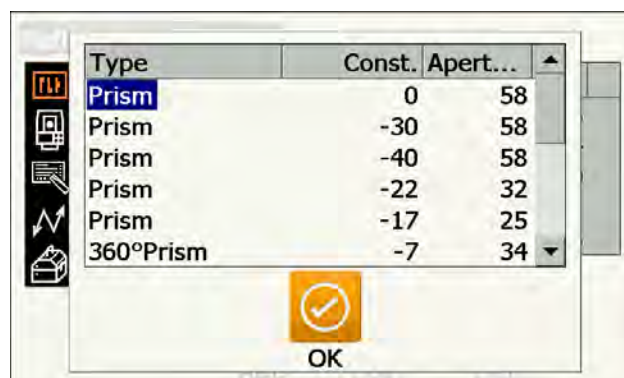 Type Const. Apert...
Prism 0 58
Prism -30 58
Prism -40 58
Prism -22 32
Prism -17 25
360°Prism -7 34
OK